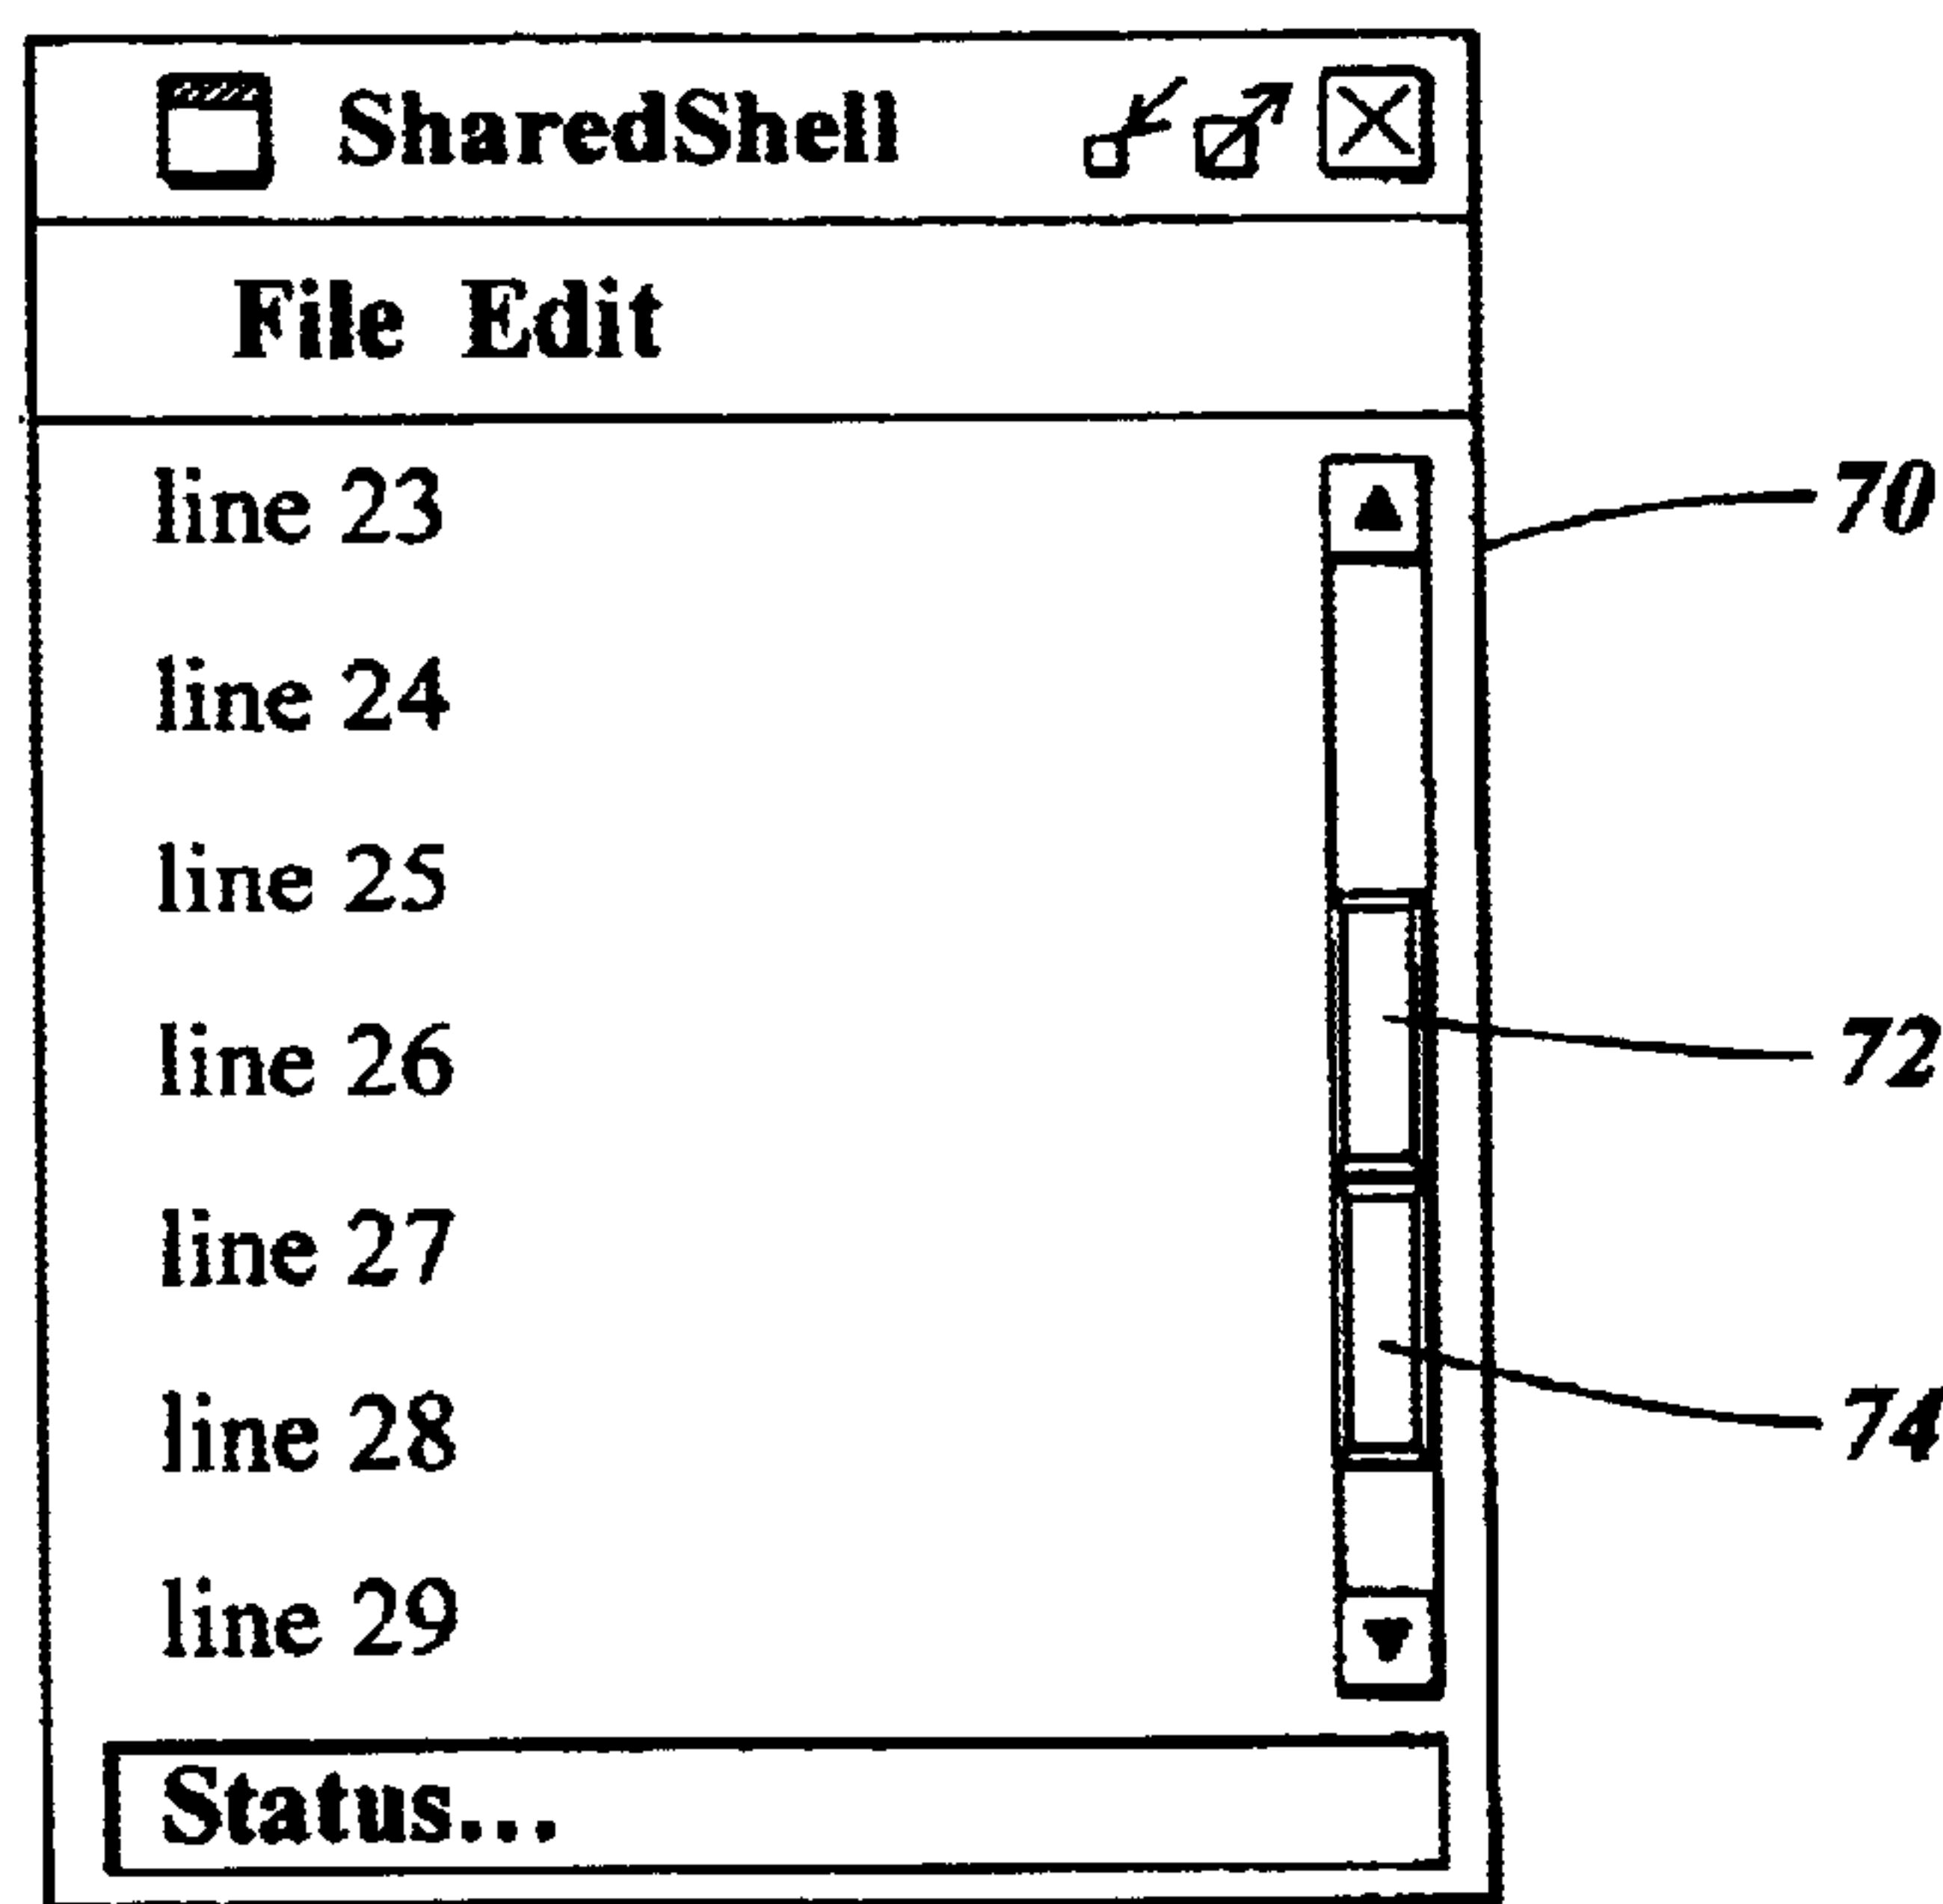 SharedShell
File Edit
line 23
70
line 24
line 25
line 26
72
line 27
line 28
74
line 29
Status...